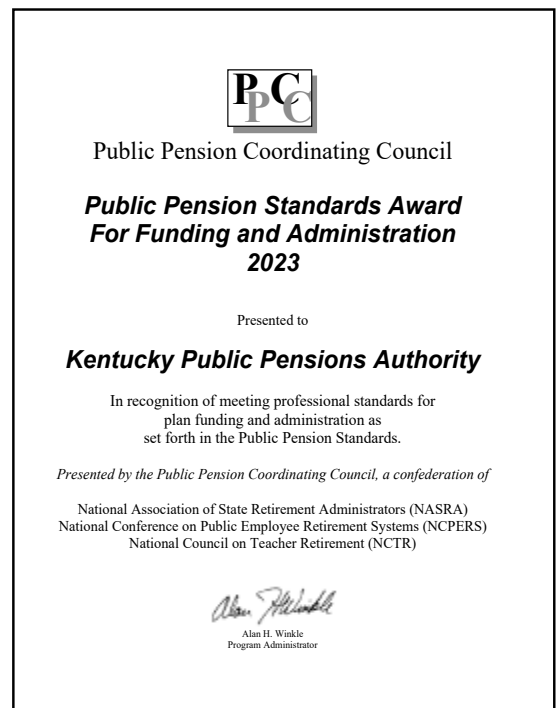 PPCC
Public Pension Coordinating Council
Public Pension Standards Award
For Funding and Administration
2023
Presented to
Kentucky Public Pensions Authority
In recognition of meeting professional standards for
plan funding and administration as
set forth in the Public Pension Standards.
Presented by the Public Pension Coordinating Council, a confederation of
National Association of State Retirement Administrators (NASRA)
National Conference on Public Employee Retirement Systems (NCPERS)
National Council on Teacher Retirement (NCTR)
Alan H Winkle
Alan H. Winkle
Program Administrator